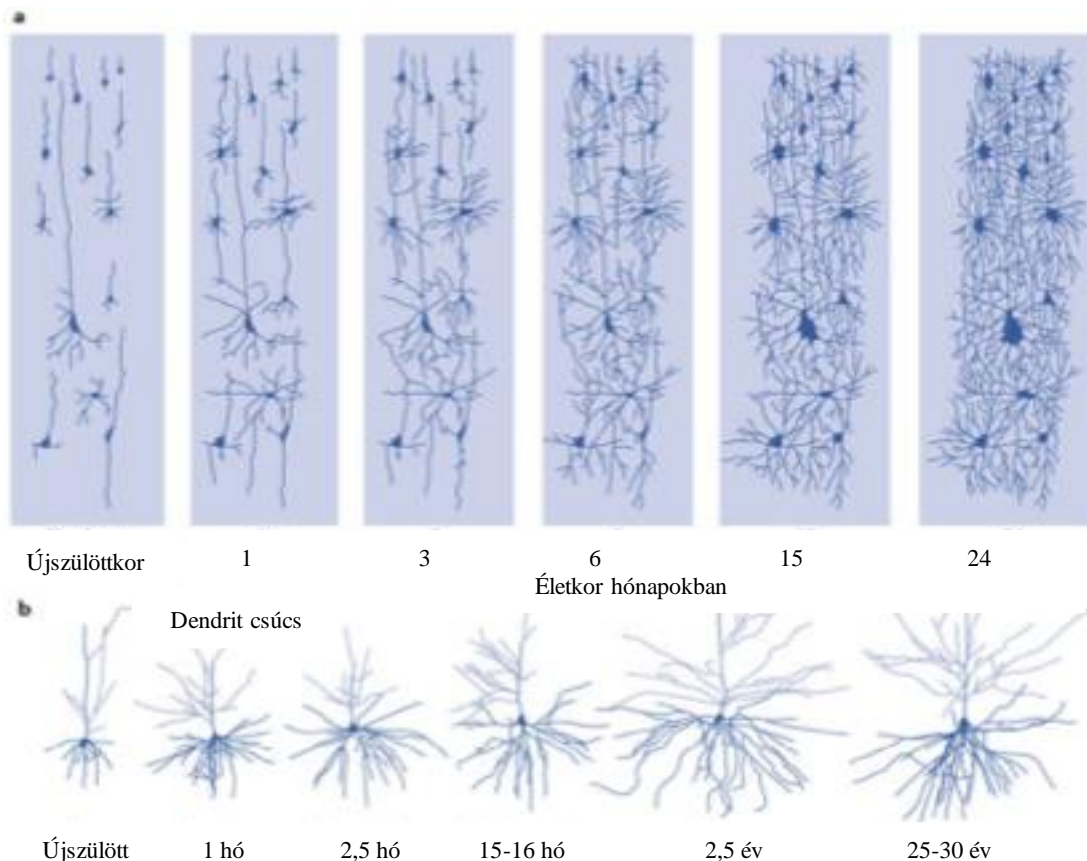 a
Újszülöttkor 1 3 6 15 24
Életkor hónapokban
b
Dendrit csúcs
Újszülött 1 hó 2,5 hó 15-16 hó 2,5 év 25-30 év